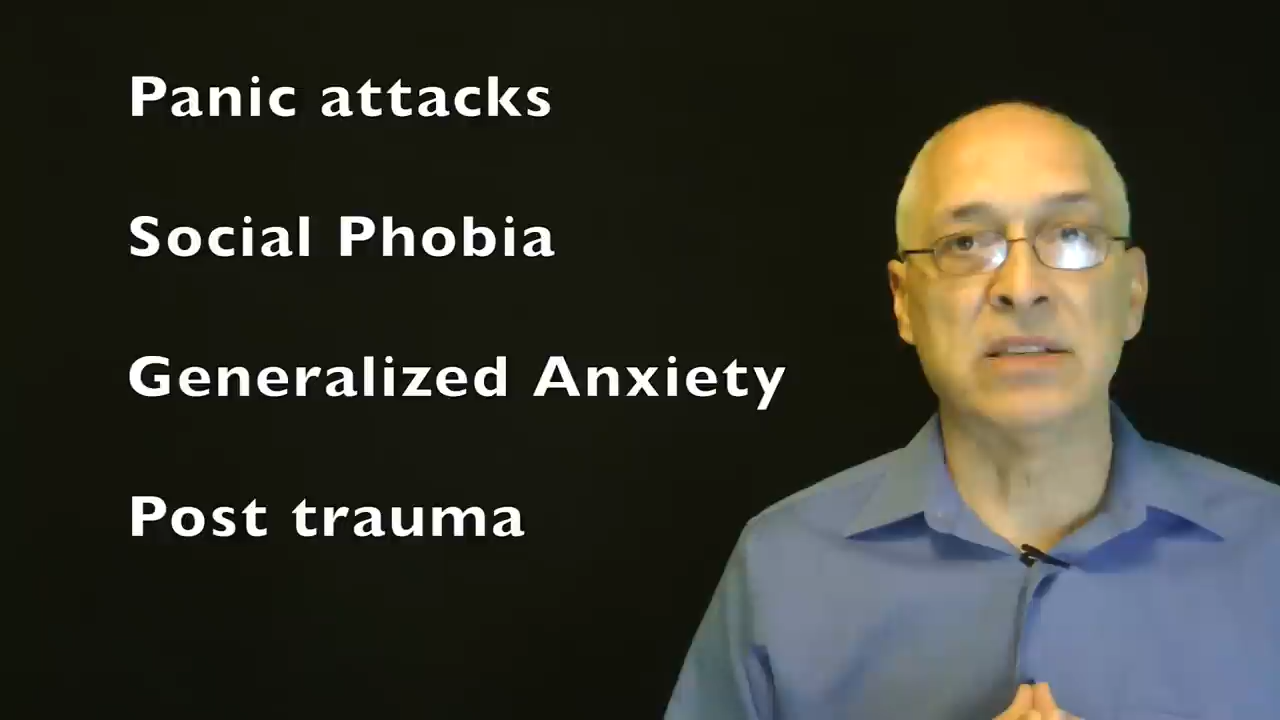 Panic attacks
Social Phobia
Generalized Anxiety
Post trauma